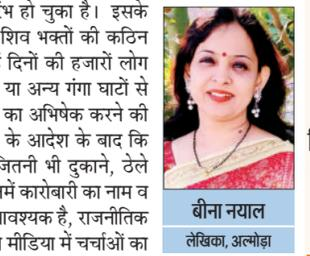 रंभ हो चुका है। इसके
शिव भक्तों की कठिन
दिनों की हजारों लोग
या अन्य गंगा घाटों से
का अभिषेक करने की
के आदेश के बाद कि
जितनी भी दुकाने, ठेले
कारोबारी का नाम व
आवश्यक है, राजनीतिक
मीडिया में चर्चाओं का
बीना नयाल
लेखिका, अल्मोड़ा